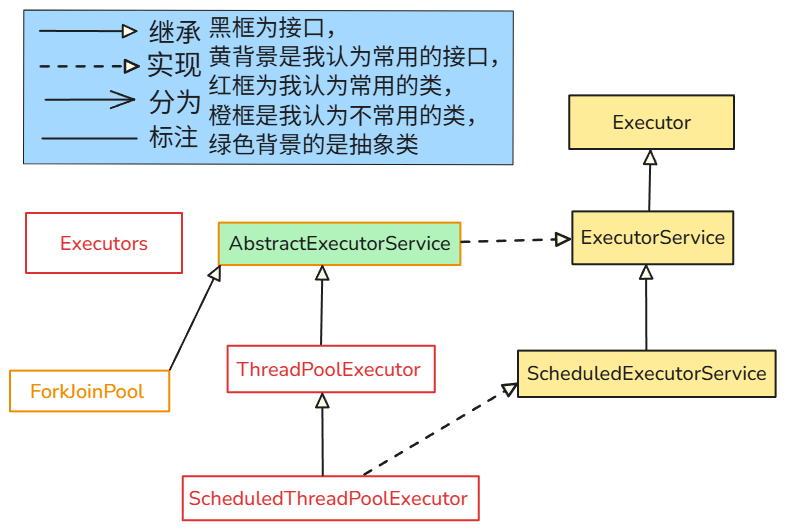 继承
实现
分为
标注
黑框为接口，
黄背景是我认为常用的接口，
红框为我认为常用的类，
橙框是我认为不常用的类，
绿色背景的是抽象类
Executor
Executors
AbstractExecutorService
ExecutorService
ForkJoinPool
ThreadPoolExecutor
ScheduledExecutorService
ScheduledThreadPoolExecutor